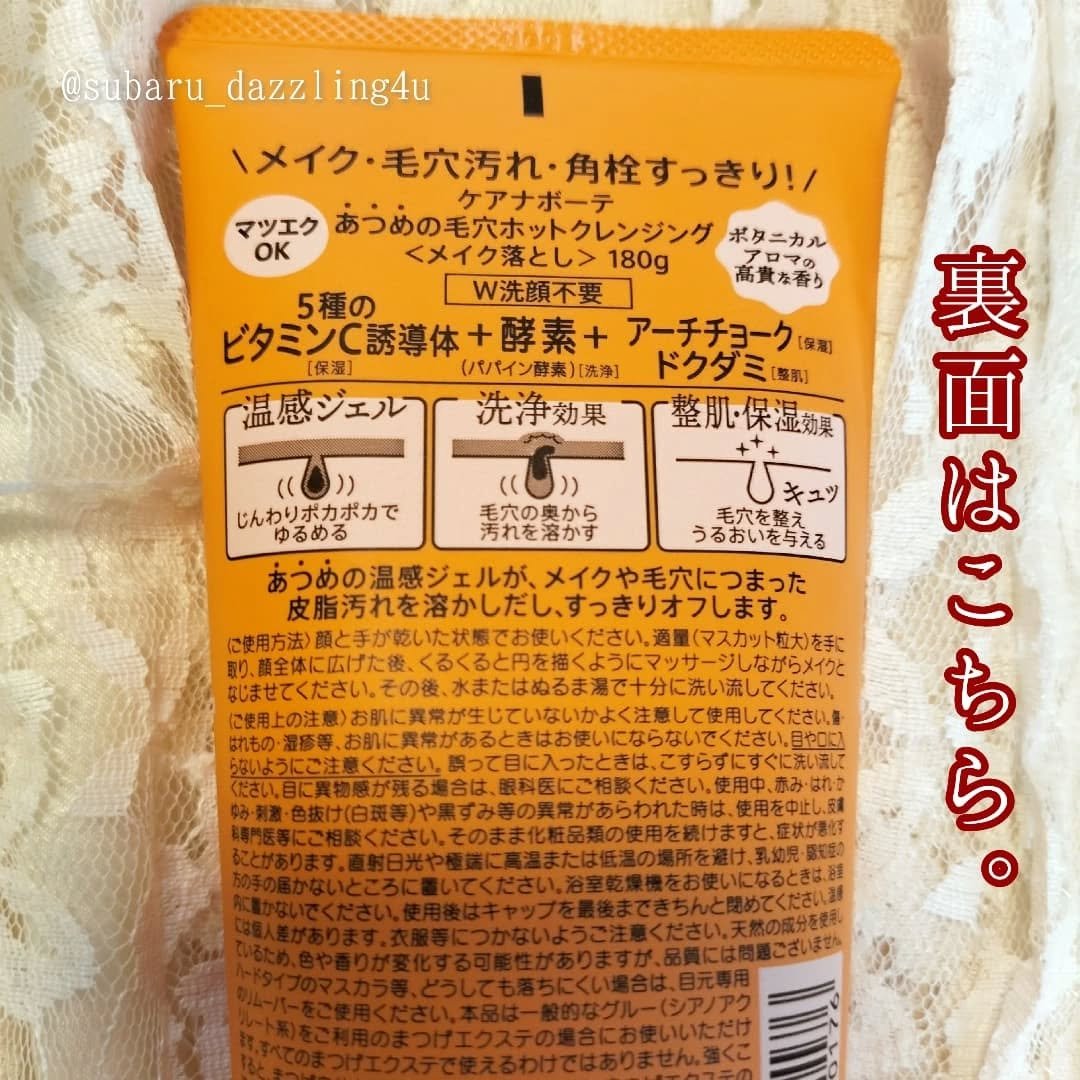 @subaru_dazzling4u
\メイク・毛穴汚れ・角栓すっきり!/
ケアナボーテ
マツエク
OK
あつめの毛穴ホットクレンジング
<メイク落とし> 180g
ボタニカル
アロマの
高貴な香り
W洗顔不要
5種の
ビタミンC誘導体
[保湿]
+酵素+
(パパイン酵素)[洗浄]
アーチチョーク[保湿]
ドクダミ[整肌]
温感ジェル
じんわりポカポカで
ゆるめる
洗浄効果
毛穴の奥から
汚れを溶かす
整肌・保湿効果
キュッ
毛穴を整え
うるおいを与える
あつめの温感ジェルが、メイクや毛穴につまった
皮脂汚れを溶かしだし、すっきりオフします。
〈ご使用方法〉顔と手が乾いた状態でお使いください。適量(マスカット粒大)を手に
取り、顔全体に広げた後、くるくると円を描くようにマッサージしながらメイクと
なじませてください。その後、水またはぬるま湯で十分に洗い流してください。
〈ご使用上の注意〉お肌に異常が生じていないかよく注意して使用してください。傷・
はれもの・湿疹等、お肌に異常があるときはお使いにならないでください。目や口に入
らないようにご注意ください。誤って目に入ったときは、こすらずにすぐに洗い流して
ください。目に異物感が残る場合は、眼科医にご相談ください。使用中、赤み・はれ・か
ゆみ・刺激・色抜け(白斑等)や黒ずみ等の異常があらわれた時は、使用を中止し、皮膚
科専門医等にご相談ください。そのまま化粧品類の使用を続けますと、症状が悪化す
ることがあります。直射日光や極端に高温または低温の場所を避け、乳幼児・認知症の
方の手の届かないところに置いてください。浴室乾燥機をお使いになるときは、浴室
内に置かないでください。使用後はキャップを最後まできちんと閉めてください。温感
には個人差があります。衣服等につかないようご注意ください。天然の成分を使用し
ているため、色や香りが変化する可能性がありますが、品質には問題ございません。
ハードタイプのマスカラ等、どうしても落ちにくい場合は、目元専用
のリムーバーをご使用ください。本品は一般的なグルー(シアノアク
リレート系)をご利用のまつげエクステの場合にお使いいただけ
ます。すべてのまつげエクステで使えるわけではありません。強くこ
裏面はこちら。